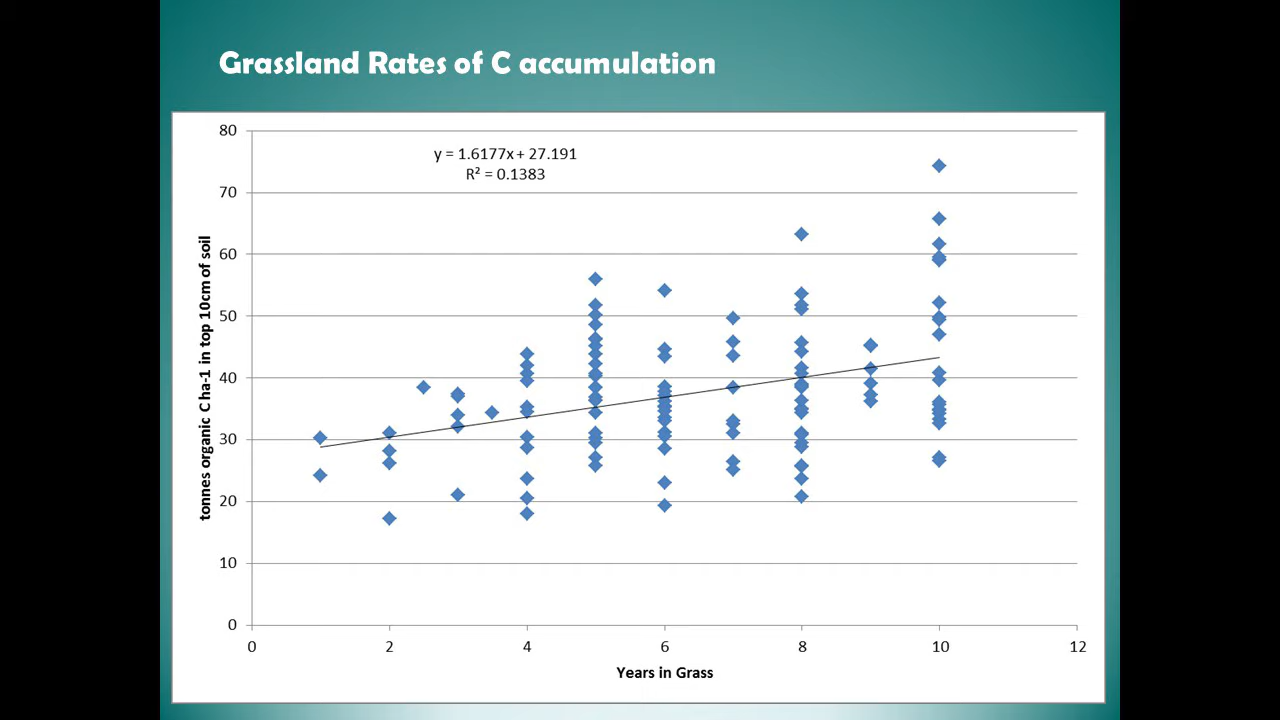 Grassland Rates of C accumulation
80
70
60
50
40
30
20
10
0
y = 1.6177x + 27.191
R² = 0.1383
tonnes organic C ha-1 in top 10cm of soil
0 2 4 6 8 10 12
Years in Grass